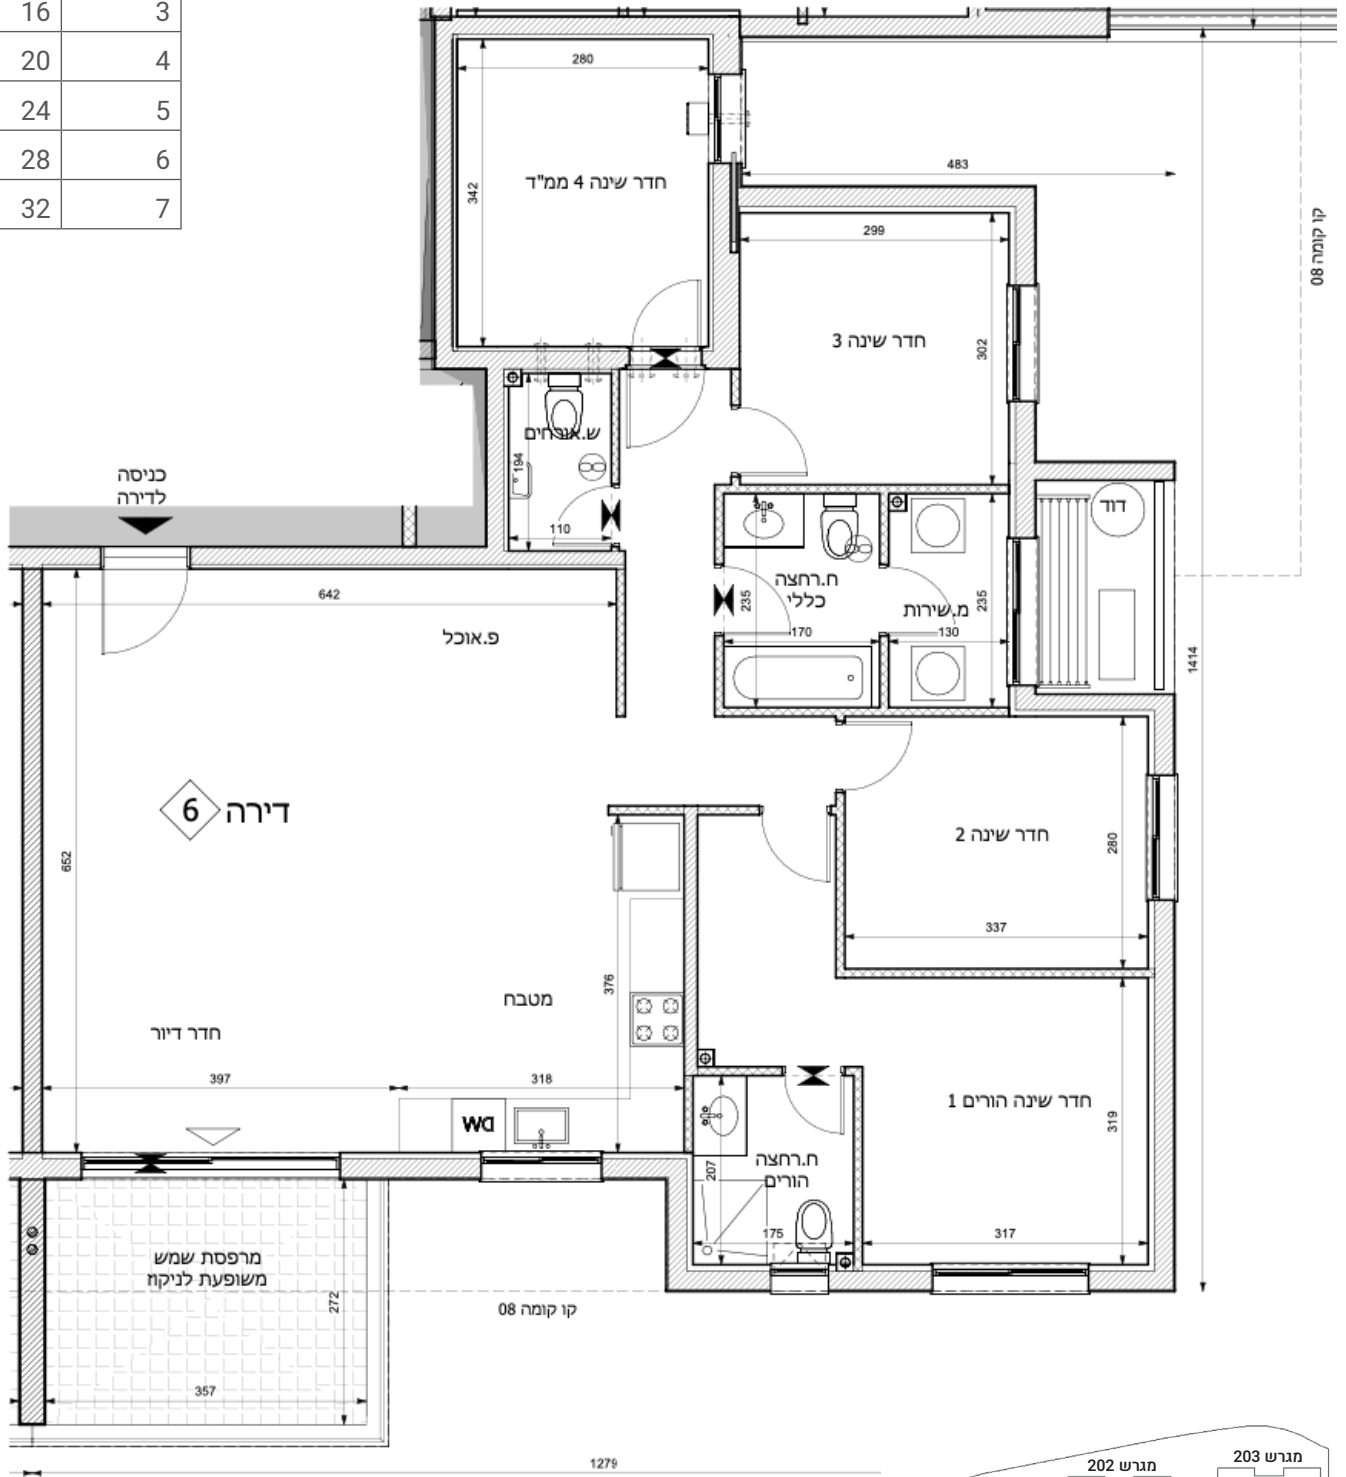 16 3
20 4
24 5
28 6
32 7
280
342
חדר שינה 4 ממ"ד
483
קו קומה 08
299
חדר שינה 3
302
ש.אורחים
194
110
כניסה
לדירה
דוד
642
פ.אוכל
ח.רחצה
כללי
235
170
מ.שירות
235
130
1414
דירה 6
652
חדר שינה 2
280
337
376
מטבח
חדר דיור
397
318
DW
חדר שינה הורים 1
319
317
ח.רחצה
הורים
207
175
מרפסת שמש
משופעת לניקוז
272
357
קו קומה 08
1279
מגרש 202
מגרש 203